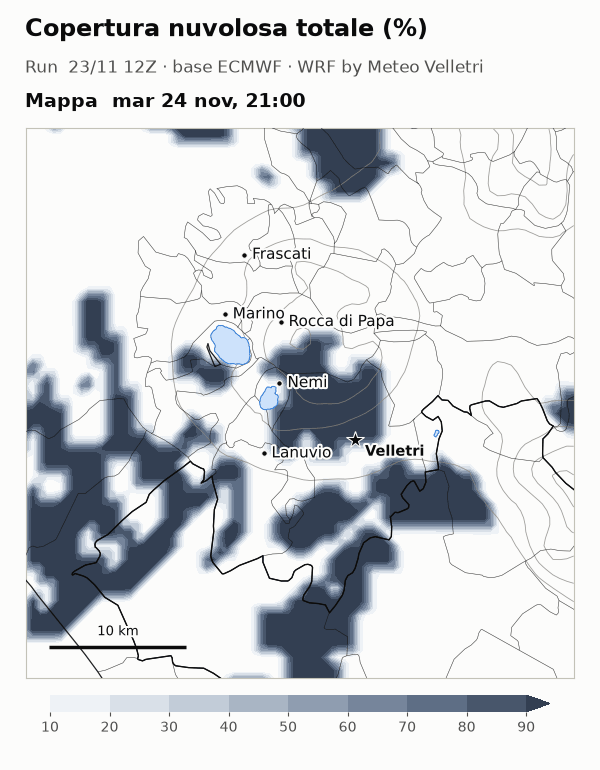 Copertura nuvolosa totale (%)
Run 23/11 12Z · base ECMWF · WRF by Meteo Velletri
Mappa mar 24 nov, 21:00
Frascati
Marino
Rocca di Papa
Nemi
Velletri
Lanuvio
10 km
10 20 30 40 50 60 70 80 90